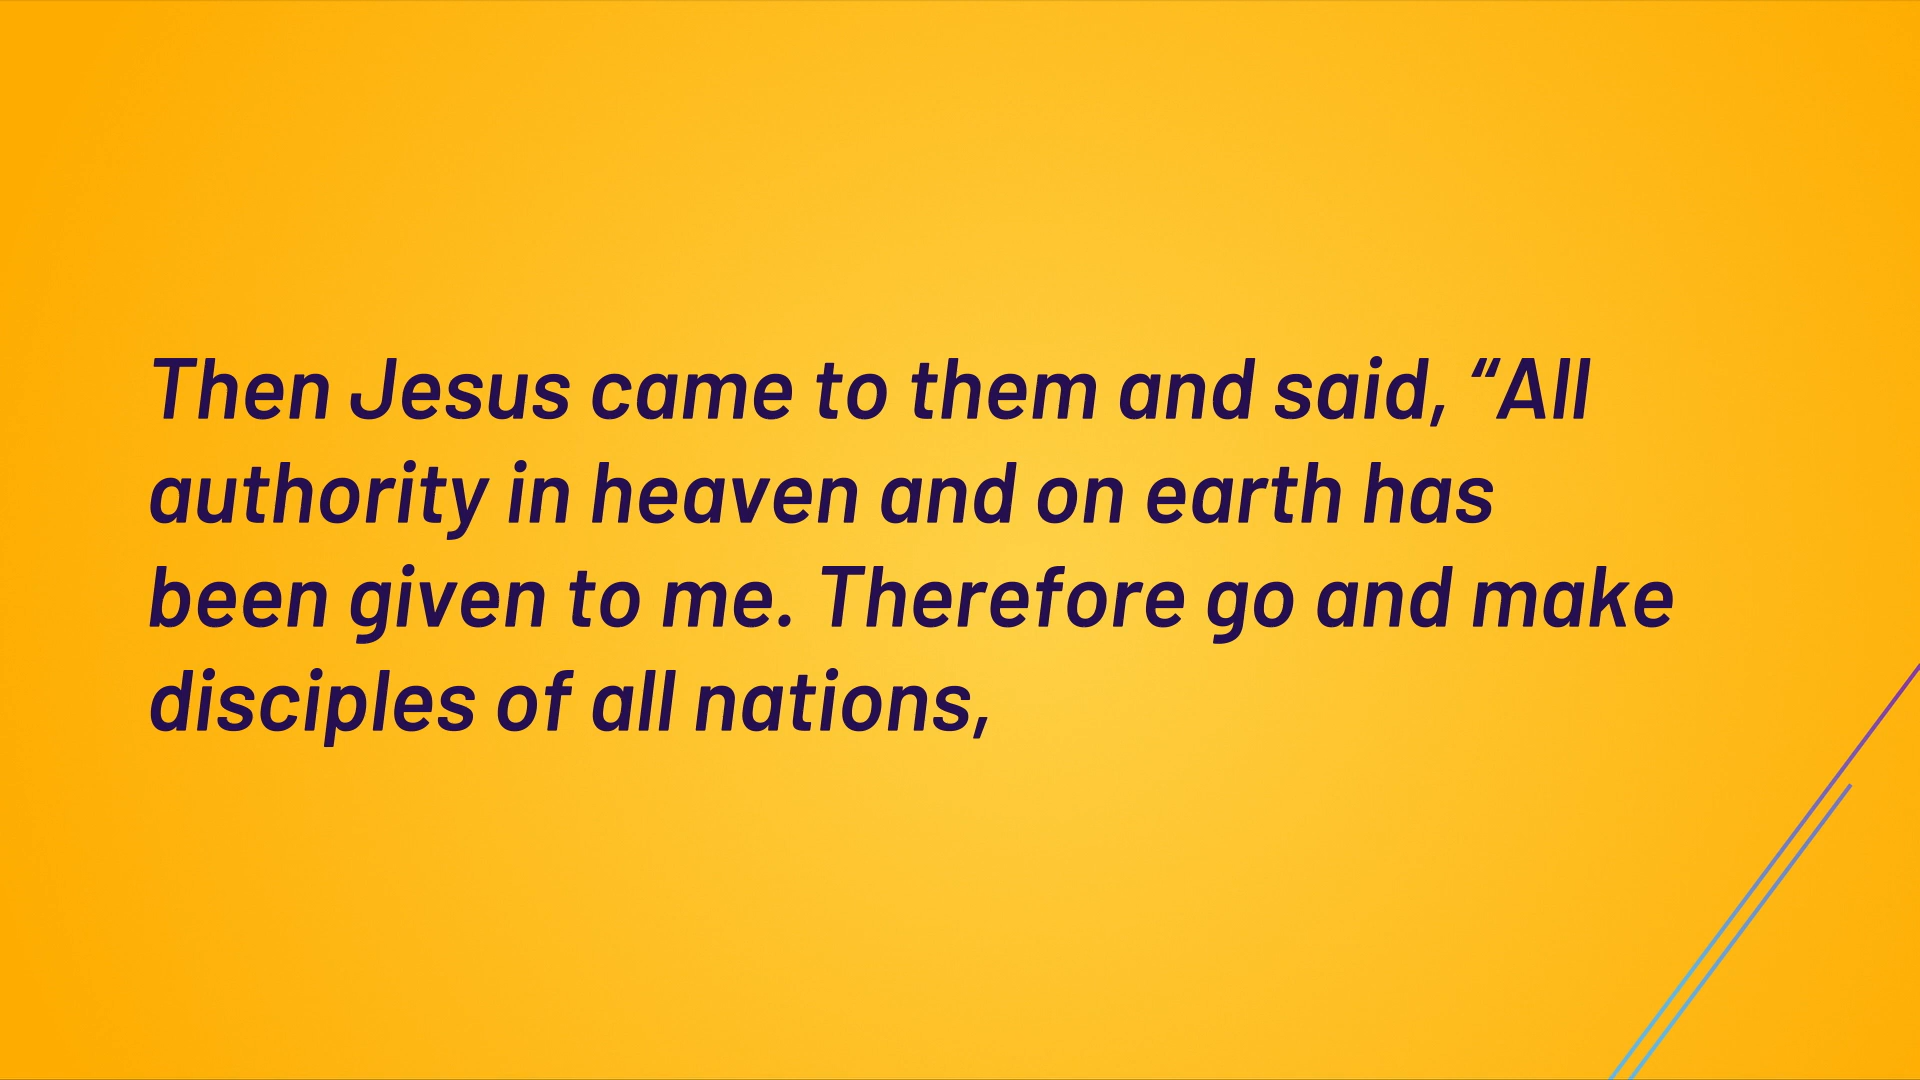 Then Jesus came to them and said, “All
authority in heaven and on earth has
been given to me. Therefore go and make
disciples of all nations,